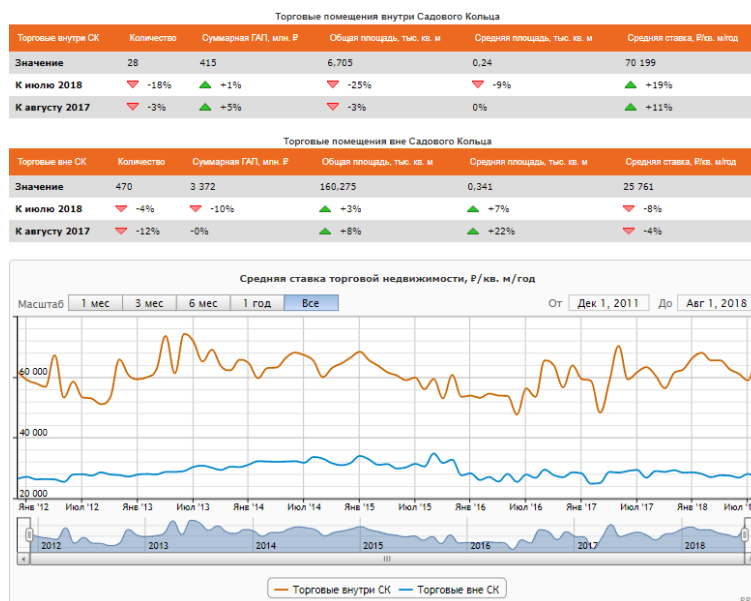 Торговые помещения внутри Садового Кольца
Торговые внутри СК Количество Суммарная ГАП, млн. ₽ Общая площадь, тыс. кв. м Средняя площадь, тыс. кв. м Средняя ставка, ₽/кв. м/год
Значение 28 415 6,705 0,24 70 199
К июлю 2018 -18% +1% -25% -9% +19%
К августу 2017 -3% +5% -3% 0% +11%
Торговые помещения вне Садового Кольца
Торговые вне СК Количество Суммарная ГАП, млн. ₽ Общая площадь, тыс. кв. м Средняя площадь, тыс. кв. м Средняя ставка, ₽/кв. м/год
Значение 470 3 372 160,275 0,341 25 761
К июлю 2018 -4% -10% +3% +7% -8%
К августу 2017 -12% -0% +8% +22% -4%
Средняя ставка торговой недвижимости, ₽/кв. м/год
Масштаб 1 мес 3 мес 6 мес 1 год Все От Дек 1, 2011 До Авг 1, 2018
60 000
40 000
20 000
Янв '12 Июл '12 Янв '13 Июл '13 Янв '14 Июл '14 Янв '15 Июл '15 Янв '16 Июл '16 Янв '17 Июл '17 Янв '18 Июл '1
2012 2013 2014 2015 2016 2017 2018
Торговые внутри СК Торговые вне СК